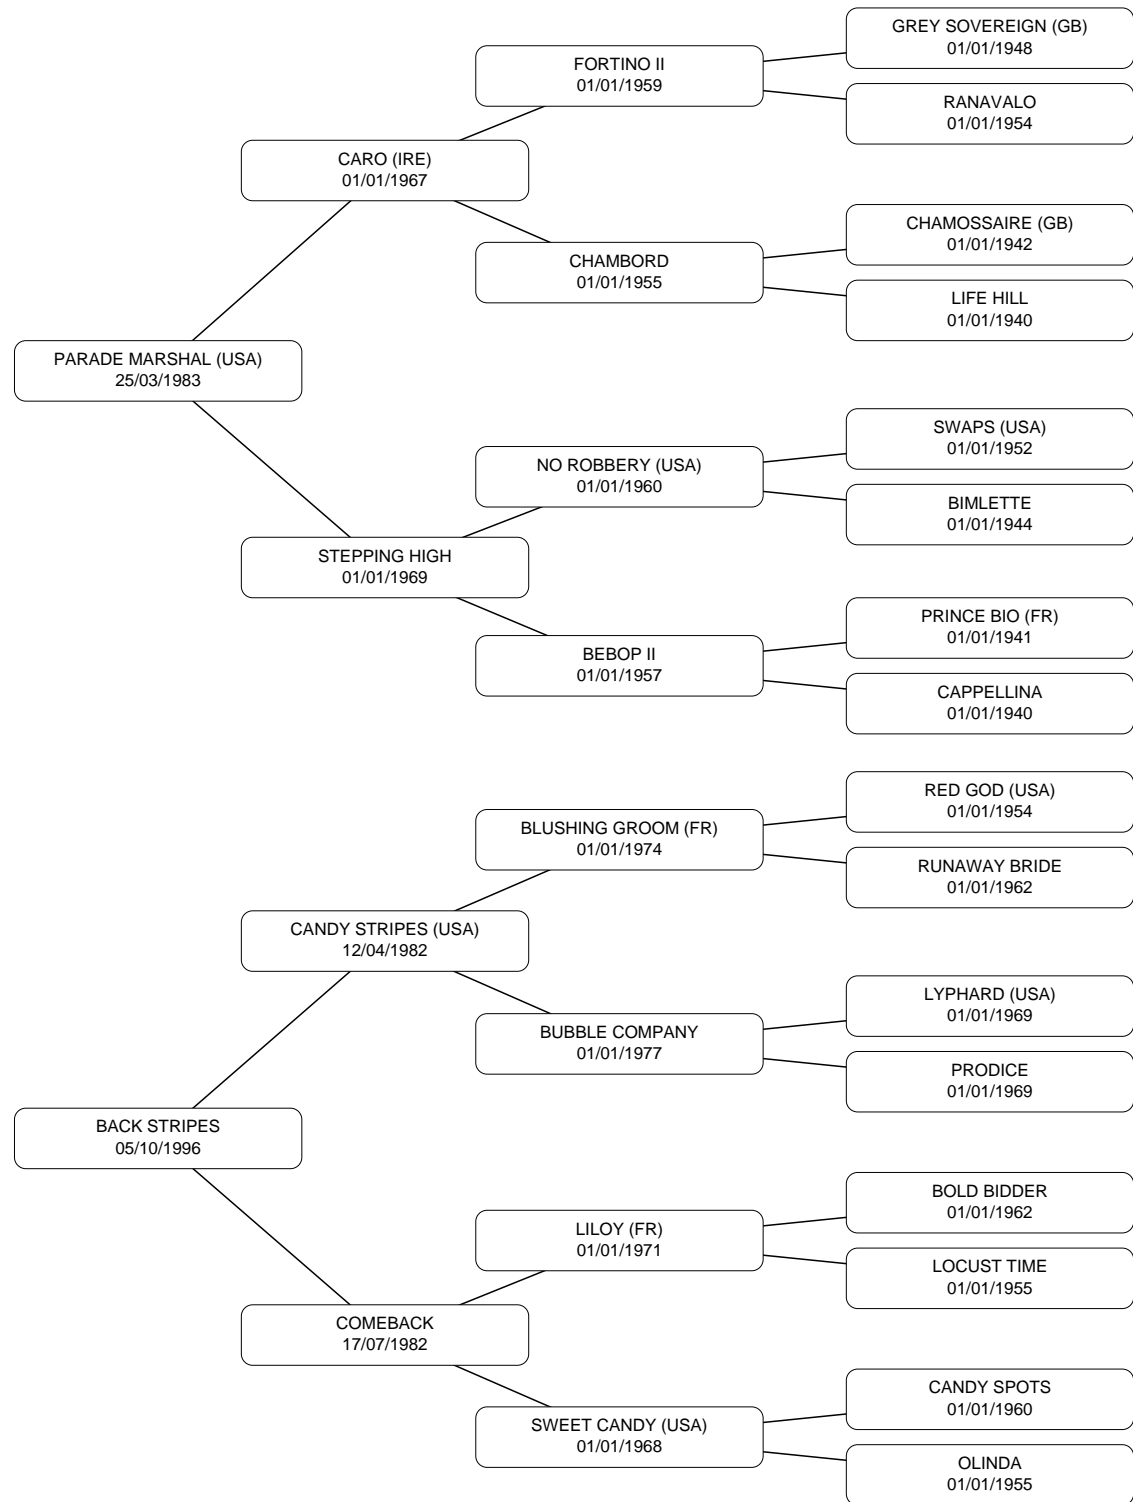 GREY SOVEREIGN (GB)
01/01/1948
FORTINO II
01/01/1959
RANAVALO
01/01/1954
CARO (IRE)
01/01/1967
CHAMOSSAIRE (GB)
01/01/1942
CHAMBORD
01/01/1955
LIFE HILL
01/01/1940
PARADE MARSHAL (USA)
25/03/1983
SWAPS (USA)
01/01/1952
NO ROBBERY (USA)
01/01/1960
BIMLETTE
01/01/1944
STEPPING HIGH
01/01/1969
PRINCE BIO (FR)
01/01/1941
BEBOP II
01/01/1957
CAPPELLINA
01/01/1940
RED GOD (USA)
01/01/1954
BLUSHING GROOM (FR)
01/01/1974
RUNAWAY BRIDE
01/01/1962
CANDY STRIPES (USA)
12/04/1982
LYPHARD (USA)
01/01/1969
BUBBLE COMPANY
01/01/1977
PRODICE
01/01/1969
BACK STRIPES
05/10/1996
BOLD BIDDER
01/01/1962
LILOY (FR)
01/01/1971
LOCUST TIME
01/01/1955
COMEBACK
17/07/1982
CANDY SPOTS
01/01/1960
SWEET CANDY (USA)
01/01/1968
OLINDA
01/01/1955